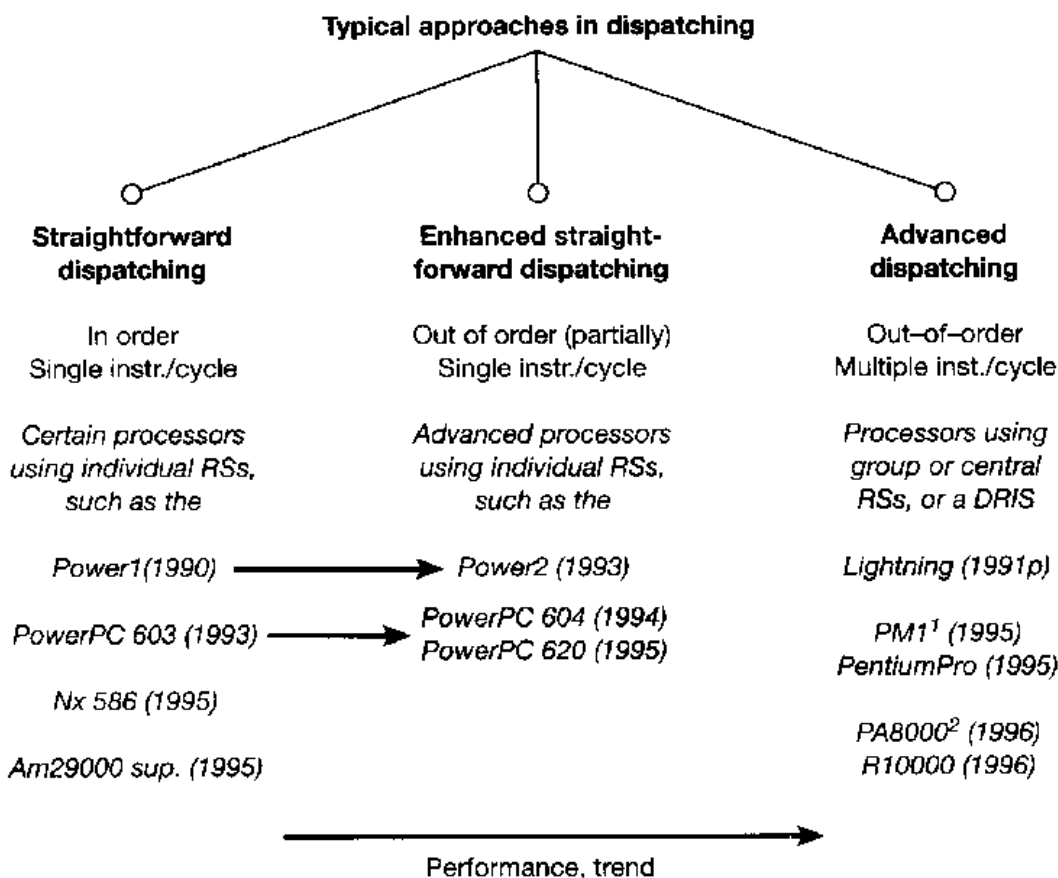 Typical approaches in dispatching
Straightforward
dispatching
In order
Single instr./cycle
Certain processors
using individual RSs,
such as the
Power1(1990)
PowerPC 603 (1993)
Nx 586 (1995)
Am29000 sup. (1995)
Enhanced straight-
forward dispatching
Out of order (partially)
Single instr./cycle
Advanced processors
using individual RSs,
such as the
Power2 (1993)
PowerPC 604 (1994)
PowerPC 620 (1995)
Advanced
dispatching
Out–of–order
Multiple inst./cycle
Processors using
group or central
RSs, or a DRIS
Lightning (1991p)
PM1¹ (1995)
PentiumPro (1995)
PA8000² (1996)
R10000 (1996)
Performance, trend